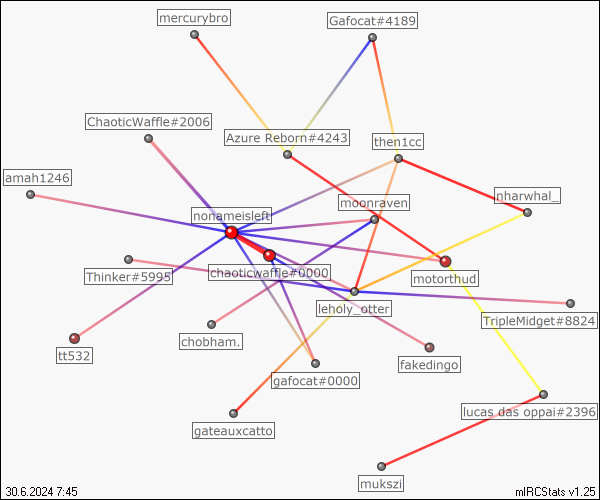 mercurybro
Gafocat#4189
ChaoticWaffle#2006
Azure Reborn#4243
then1cc
amah1246
nharwhal_
moonraven
nonameisleft
chaoticwaffle#0000
Thinker#5995
motorthud
leholy_otter
TripleMidget#8824
chobham.
tt532
fakedingo
gafocat#0000
lucas das oppai#2396
gateauxcatto
mukszi
30.6.2024 7:45
mIRCStats v1.25